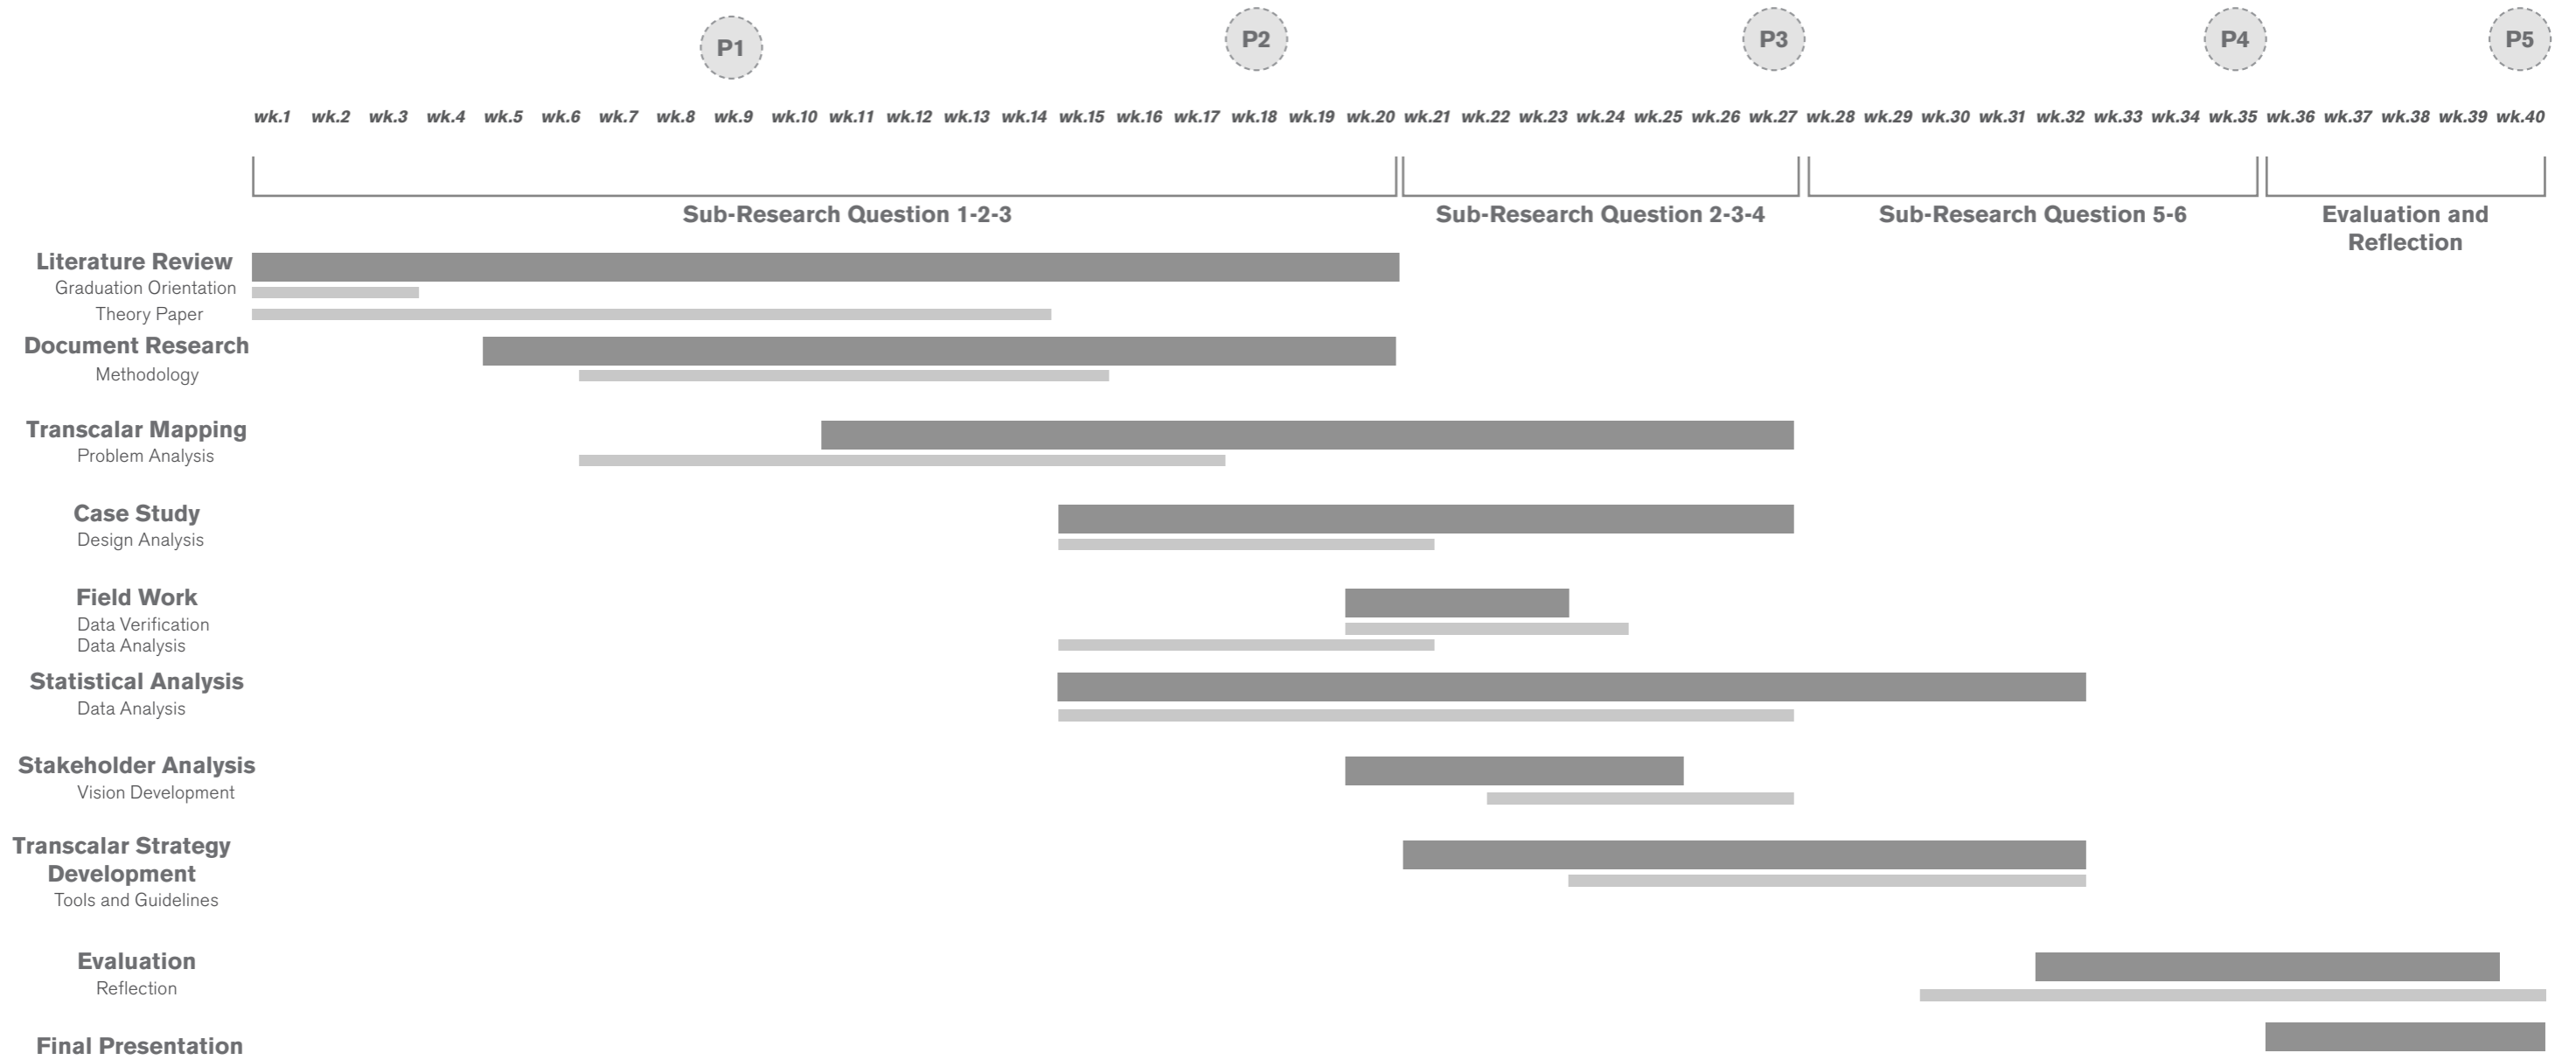 P1 P2 P3 P4 P5
wk.1 wk.2 wk.3 wk.4 wk.5 wk.6 wk.7 wk.8 wk.9 wk.10 wk.11 wk.12 wk.13 wk.14 wk.15 wk.16 wk.17 wk.18 wk.19 wk.20 wk.21 wk.22 wk.23 wk.24 wk.25 wk.26 wk.27 wk.28 wk.29 wk.30 wk.31 wk.32 wk.33 wk.34 wk.35 wk.36 wk.37 wk.38 wk.39 wk.40
Sub-Research Question 1-2-3
Sub-Research Question 2-3-4
Sub-Research Question 5-6
Evaluation and
Reflection
Literature Review
Graduation Orientation
Theory Paper
Document Research
Methodology
Transcalar Mapping
Problem Analysis
Case Study
Design Analysis
Field Work
Data Verification
Data Analysis
Statistical Analysis
Data Analysis
Stakeholder Analysis
Vision Development
Transcalar Strategy
Development
Tools and Guidelines
Evaluation
Reflection
Final Presentation